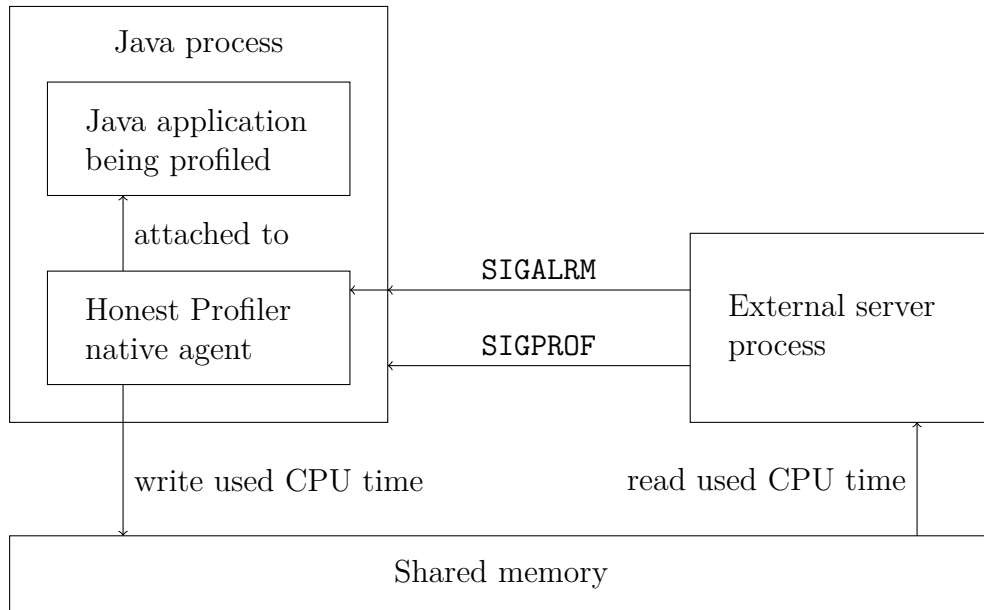 Java process
Java application
being profiled
attached to
SIGALRM
Honest Profiler
native agent
External server
process
SIGPROF
write used CPU time
read used CPU time
Shared memory